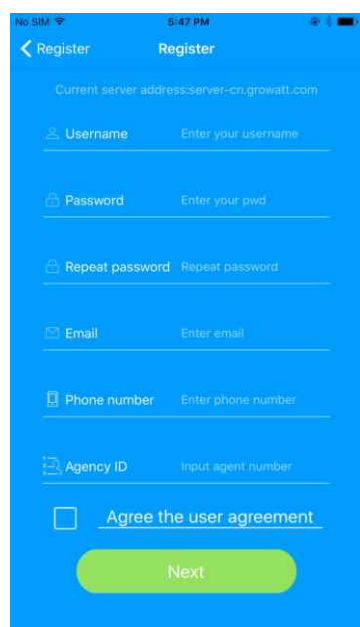 No SIM 5:47 PM
Register Register
Current server address:server-cn.growatt.com
Username Enter your username
Password Enter your pwd
Repeat password Repeat password
Email Enter email
Phone number Enter phone number
Agency ID Input agent number
Agree the user agreement
Next